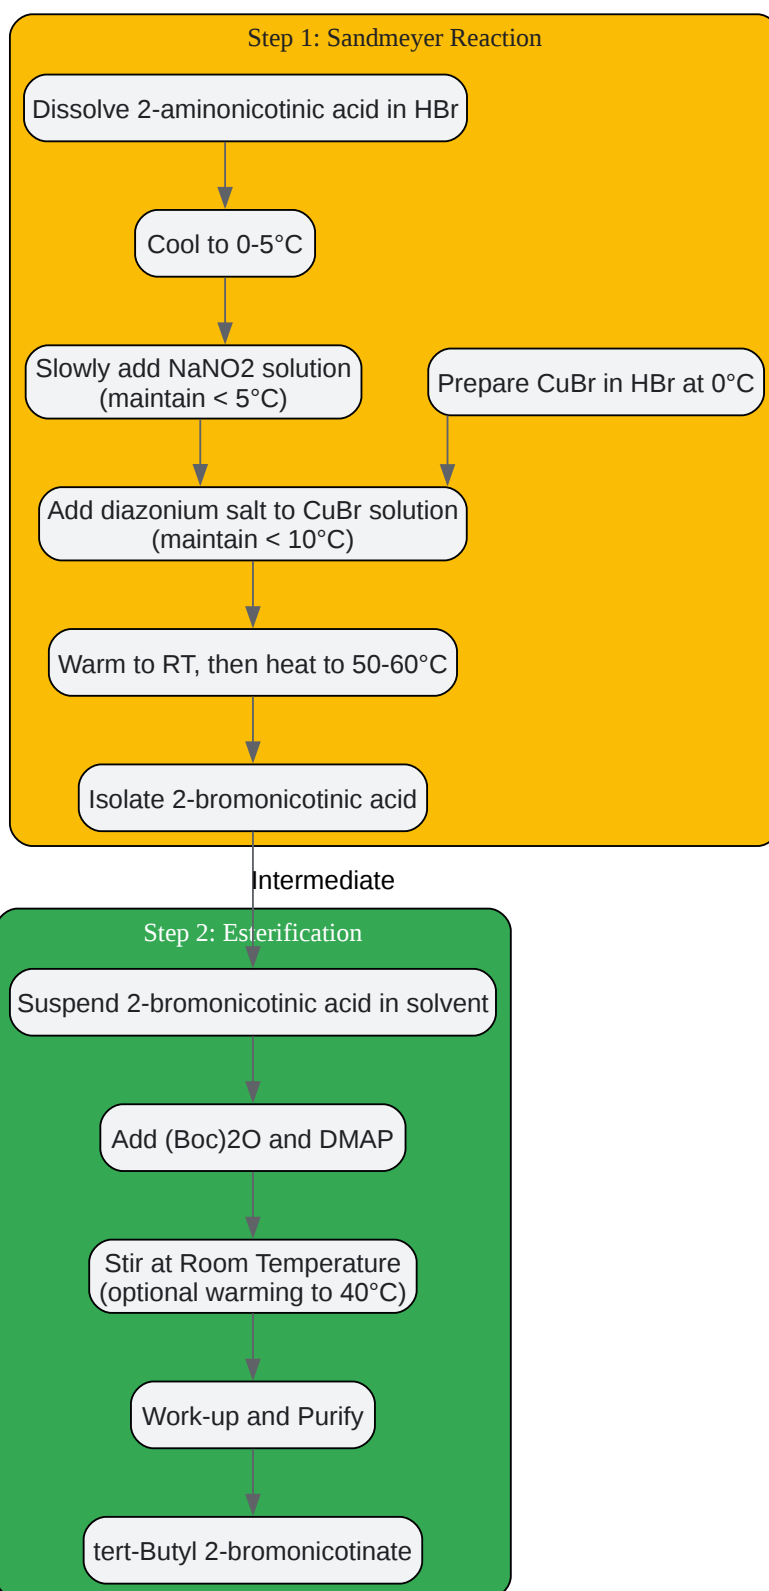 Step 1: Sandmeyer Reaction
Dissolve 2-aminonicotinic acid in HBr
Cool to 0-5°C
Slowly add NaNO2 solution
(maintain < 5°C)
Prepare CuBr in HBr at 0°C
Add diazonium salt to CuBr solution
(maintain < 10°C)
Warm to RT, then heat to 50-60°C
Isolate 2-bromonicotinic acid
Intermediate
Step 2: Esterification
Suspend 2-bromonicotinic acid in solvent
Add (Boc)2O and DMAP
Stir at Room Temperature
(optional warming to 40°C)
Work-up and Purify
tert-Butyl 2-bromonicotinate